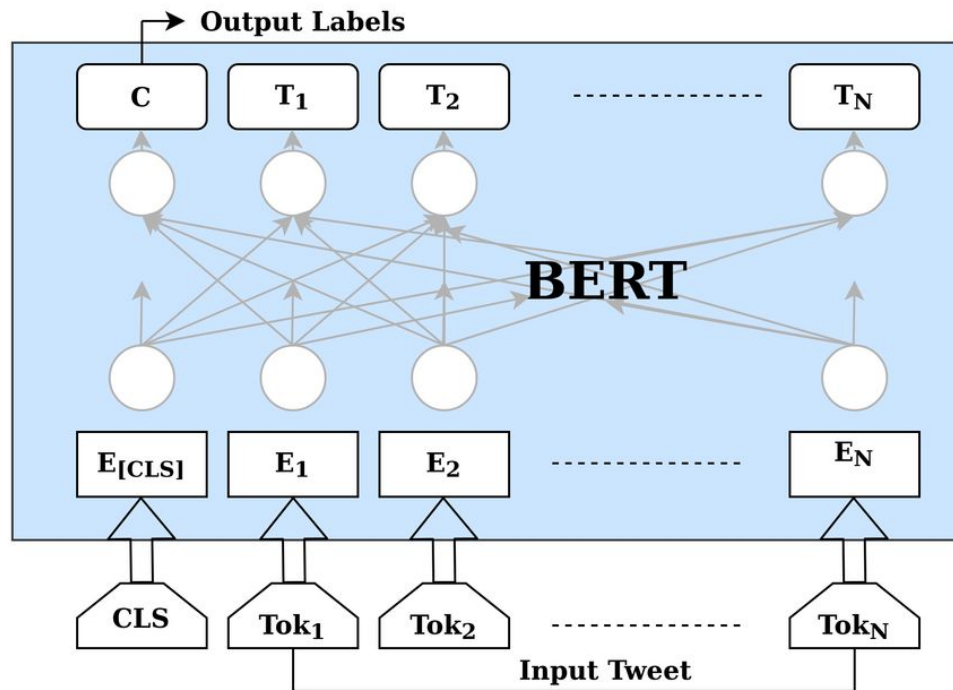 Output Labels
C T1 T2 TN
BERT
E[CLS] E1 E2 EN
CLS Tok1 Tok2 TokN
Input Tweet